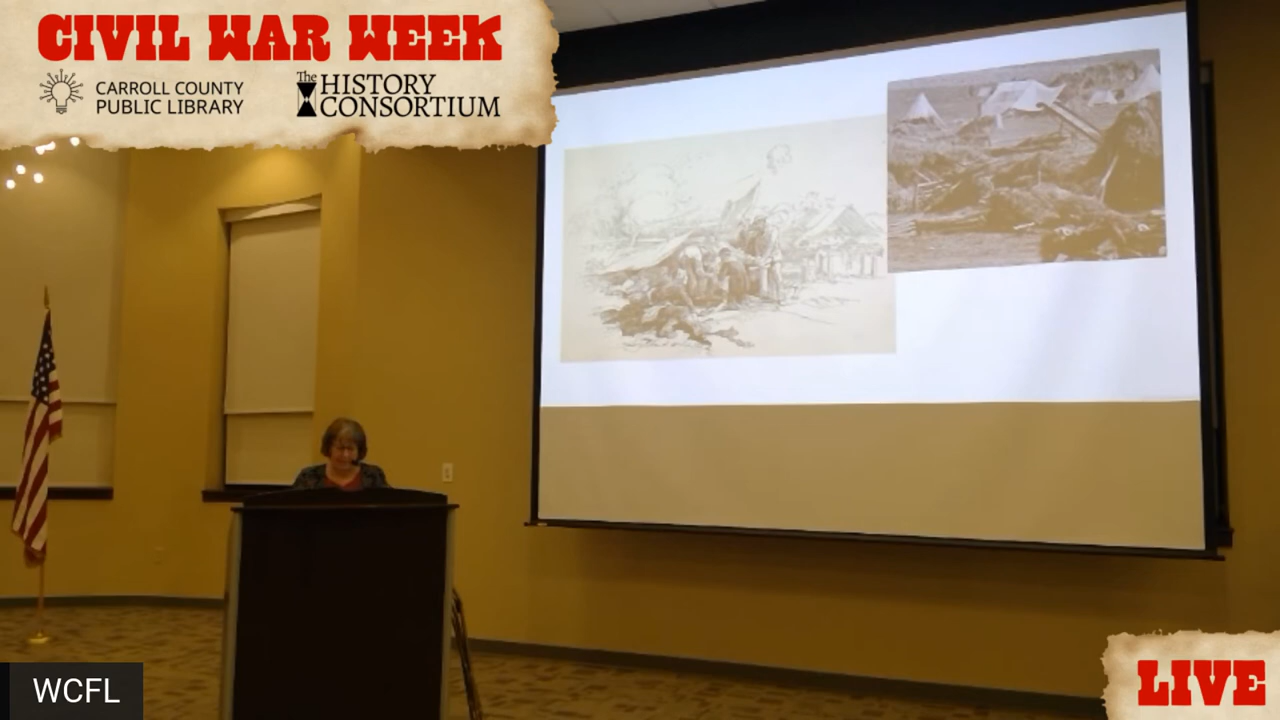 CIVIL WAR WEEK
CARROLL COUNTY
PUBLIC LIBRARY
The HISTORY
CONSORTIUM
WCFL
LIVE